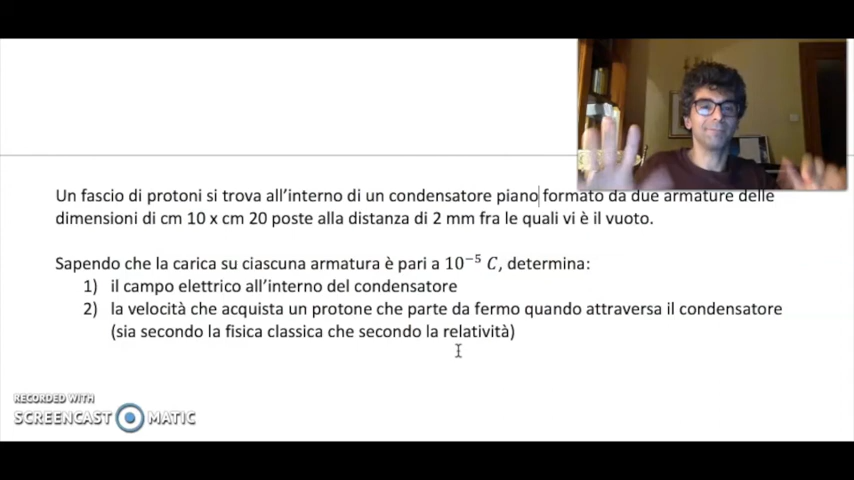 Un fascio di protoni si trova all'interno di un condensatore piano formato da due armature delle
dimensioni di cm 10 x cm 20 poste alla distanza di 2 mm fra le quali vi è il vuoto.
Sapendo che la carica su ciascuna armatura è pari a 10⁻⁵ C, determina:
1) il campo elettrico all'interno del condensatore
2) la velocità che acquista un protone che parte da fermo quando attraversa il condensatore
(sia secondo la fisica classica che secondo la relatività)
RECORDED WITH
SCREENCAST MATIC